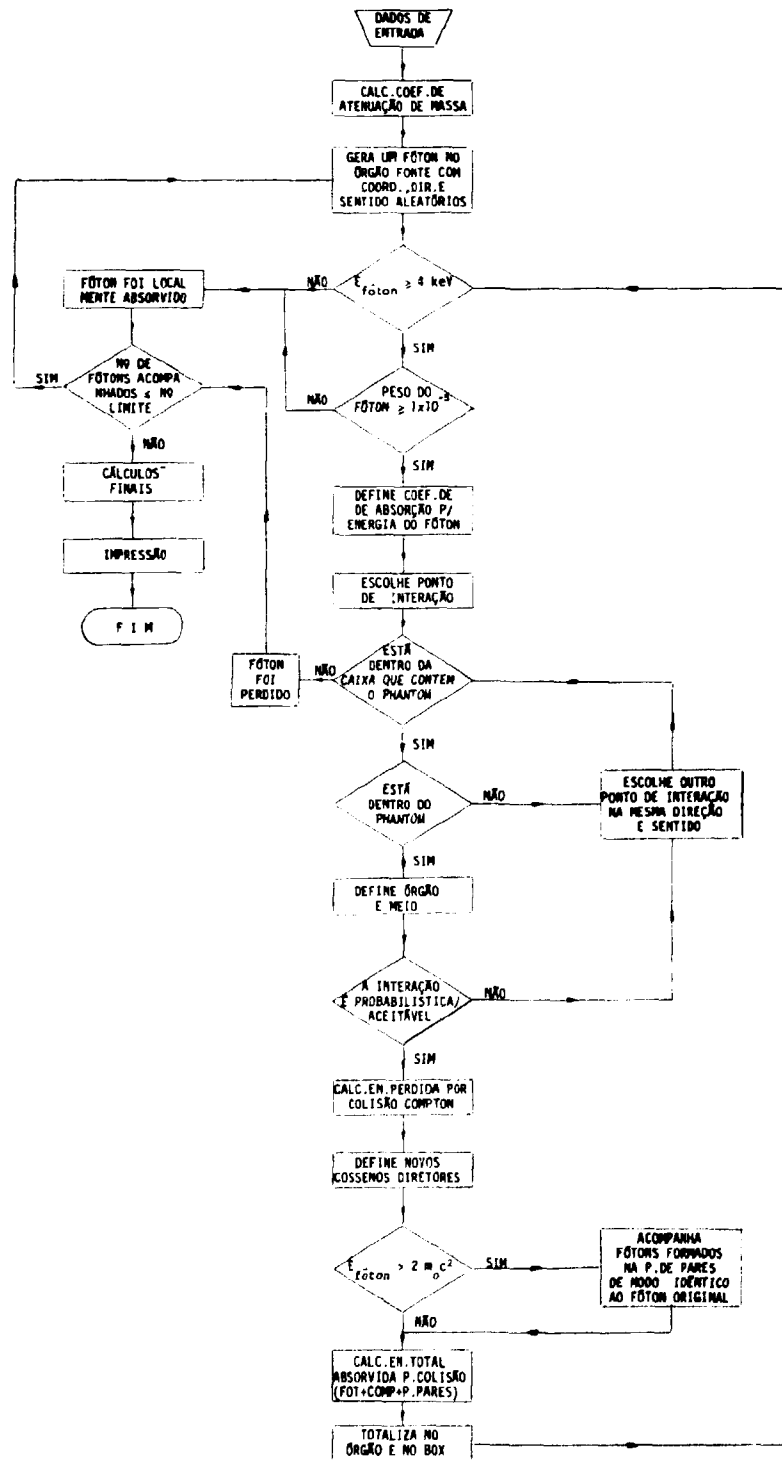 DADOS DE
ENTRADA
CALC.COEF.DE
ATENUAÇÃO DE MASSA
GERA UM FÓTON NO
ÓRGÃO FONTE COM
COORD.,DIR.E
SENTIDO ALEATÓRIOS
E fóton ≥ 4 keV
NÃO
SIM
FÓTON FOI LOCAL
MENTE ABSORVIDO
Nº DE
FÓTONS ACOMPA
NHADOS ≤ Nº
LIMITE
SIM
NÃO
PESO DO
FÓTON ≥ 1x10⁻³
NÃO
SIM
CÁLCULOS
FINAIS
IMPRESSÃO
F I M
DEFINE COEF.DE
DE ABSORÇÃO P/
ENERGIA DO FÓTON
ESCOLHE PONTO
DE INTERAÇÃO
ESTÁ
DENTRO DA
CAIXA QUE CONTEM
O PHANTOM
NÃO
FÓTON
FOI
PERDIDO
SIM
ESTÁ
DENTRO DO
PHANTOM
NÃO
ESCOLHE OUTRO
PONTO DE INTERAÇÃO
NA MESMA DIREÇÃO
E SENTIDO
SIM
DEFINE ÓRGÃO
E MEIO
A INTERAÇÃO
É PROBABILISTICA/
ACEITÁVEL
NÃO
SIM
CALC.EN.PERDIDA POR
COLISÃO COMPTON
DEFINE NOVOS
COSSENOS DIRETORES
E fóton > 2 m₀c²
SIM
ACOMPANHA
FÓTONS FORMADOS
NA P.DE PARES
DE MODO IDÊNTICO
AO FÓTON ORIGINAL
NÃO
CALC.EN.TOTAL
ABSORVIDA P.COLISÃO
(FOT+COMP+P.PARES)
TOTALIZA NO
ÓRGÃO E NO BOX